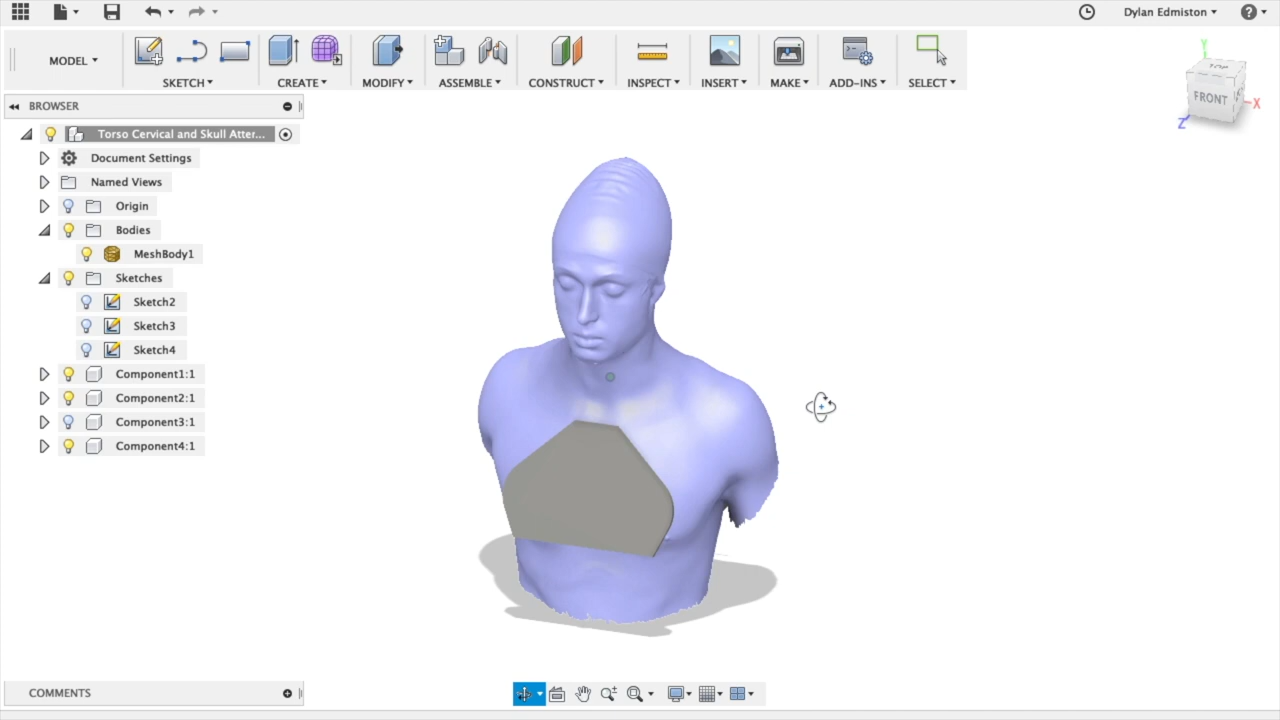 Dylan Edmiston
MODEL
SKETCH
CREATE
MODIFY
ASSEMBLE
CONSTRUCT
INSPECT
INSERT
MAKE
ADD-INS
SELECT
Y
TOP
FRONT
X
Z
BROWSER
Torso Cervical and Skull Atter...
Document Settings
Named Views
Origin
Bodies
MeshBody1
Sketches
Sketch2
Sketch3
Sketch4
Component1:1
Component2:1
Component3:1
Component4:1
COMMENTS